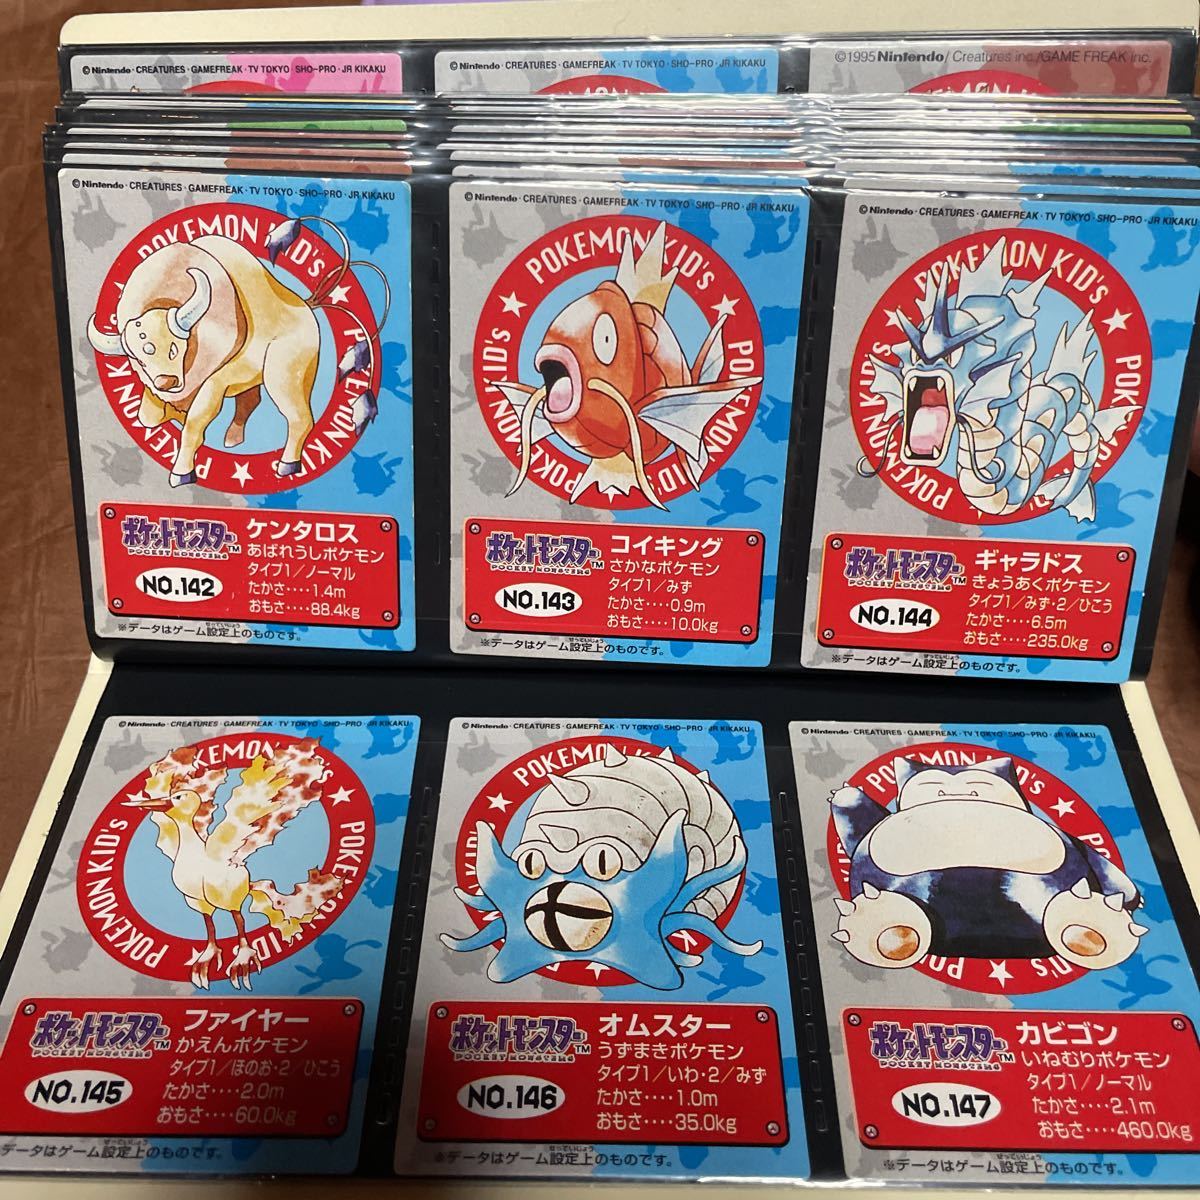 ©Nintendo・CREATURES・GAMEFREAK・TV TOKYO・SHO-PRO・JR KIKAKU
©Nintendo・CREATURES・GAMEFREAK・TV TOKYO・SHO-PRO・JR KIKAKU
©1995 Nintendo/Creatures inc./GAME FREAK inc.
©Nintendo・CREATURES・GAMEFREAK・TV TOKYO・SHO-PRO・JR KIKAKU
POKEMON KID's
POKEMON KID's
ポケットモンスター™
POCKET MONSTERS
NO.142
ケンタロス
あばれうしポケモン
タイプ1/ノーマル
たかさ‥‥1.4m
おもさ‥‥88.4kg
※データはゲーム設定上のものです。
©Nintendo・CREATURES・GAMEFREAK・TV TOKYO・SHO-PRO・JR KIKAKU
POKEMON KID's
POKEMON KID's
ポケットモンスター™
POCKET MONSTERS
NO.143
コイキング
さかなポケモン
タイプ1/みず
たかさ‥‥0.9m
おもさ‥‥10.0kg
※データはゲーム設定上のものです。
©Nintendo・CREATURES・GAMEFREAK・TV TOKYO・SHO-PRO・JR KIKAKU
POKEMON KID's
POKEMON KID's
ポケットモンスター™
POCKET MONSTERS
NO.144
ギャラドス
きょうあくポケモン
タイプ1/みず・2/ひこう
たかさ‥‥6.5m
おもさ‥‥235.0kg
※データはゲーム設定上のものです。
©Nintendo・CREATURES・GAMEFREAK・TV TOKYO・SHO-PRO・JR KIKAKU
POKEMON KID's
POKEMON KID's
ポケットモンスター™
POCKET MONSTERS
NO.145
ファイヤー
かえんポケモン
タイプ1/ほのお・2/ひこう
たかさ‥‥2.0m
おもさ‥‥60.0kg
※データはゲーム設定上のものです。
©Nintendo・CREATURES・GAMEFREAK・TV TOKYO・SHO-PRO・JR KIKAKU
POKEMON KID's
ポケットモンスター™
POCKET MONSTERS
NO.146
オムスター
うずまきポケモン
タイプ1/いわ・2/みず
たかさ‥‥1.0m
おもさ‥‥35.0kg
※データはゲーム設定上のものです。
©Nintendo・CREATURES・GAMEFREAK・TV TOKYO・SHO-PRO・JR KIKAKU
POKEMON KID's
POKEMON KID's
ポケットモンスター™
POCKET MONSTERS
NO.147
カビゴン
いねむりポケモン
タイプ1/ノーマル
たかさ‥‥2.1m
おもさ‥‥460.0kg
※データはゲーム設定上のものです。